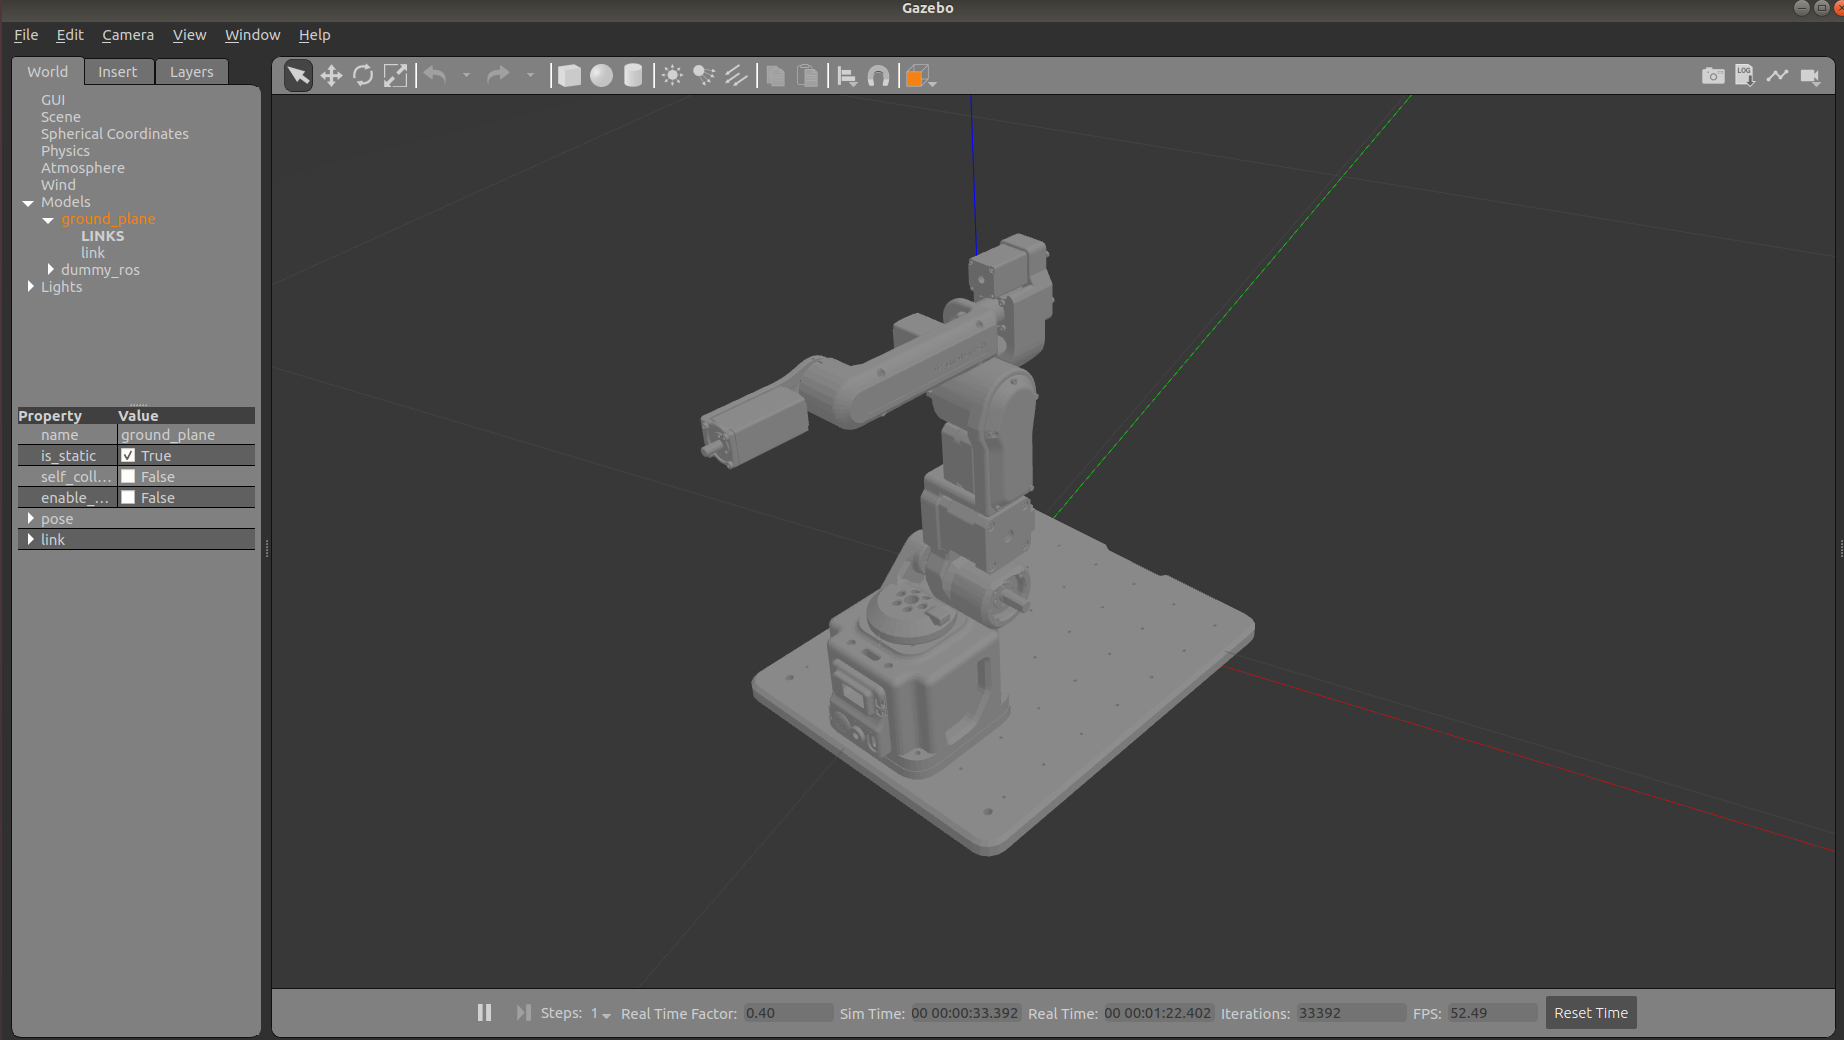 Gazebo
File Edit Camera View Window Help
World Insert Layers
GUI
Scene
Spherical Coordinates
Physics
Atmosphere
Wind
Models
ground_plane
LINKS
link
dummy_ros
Lights
Property Value
name ground_plane
is_static True
self_coll... False
enable_... False
pose
link
LOG
Steps: 1 Real Time Factor: 0.40 Sim Time: 00 00:00:33.392 Real Time: 00 00:01:22.402 Iterations: 33392 FPS: 52.49 Reset Time